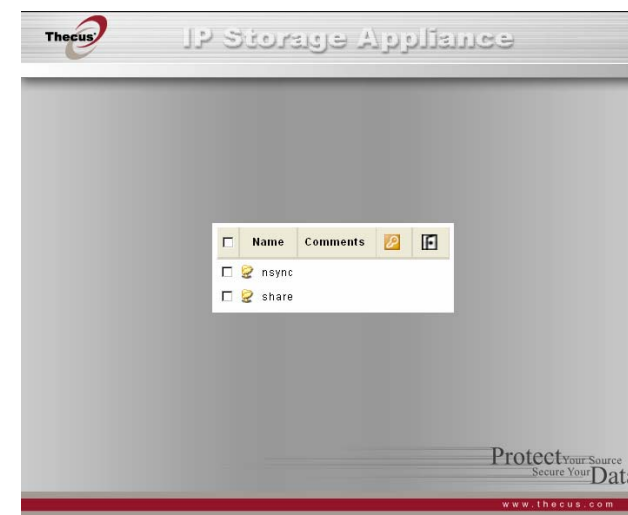 Thecus
IP Storage Appliance
Name Comments
nsync
share
Protect Your Source
Secure Your Data
www.thecus.com